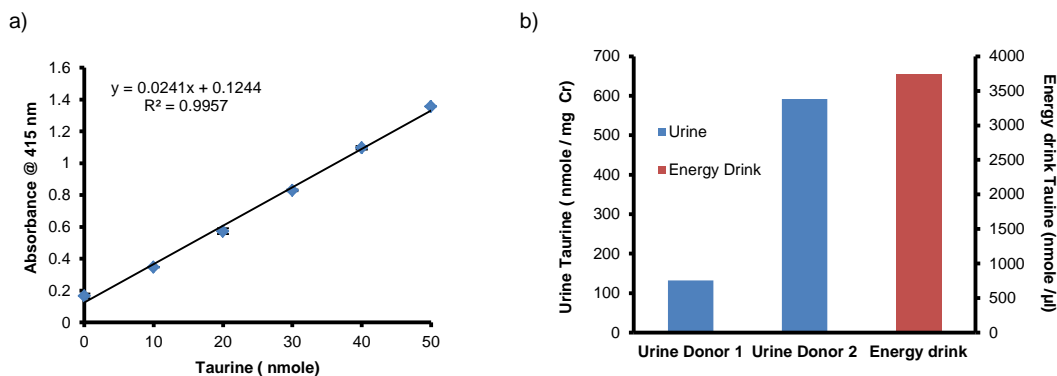 a)
y = 0.0241x + 0.1244
R² = 0.9957
Absorbance @ 415 nm
1.6
1.4
1.2
1
0.8
0.6
0.4
0.2
0
0 10 20 30 40 50
Taurine ( nmole)
b)
Urine Taurine ( nmole / mg Cr)
700
600
500
400
300
200
100
0
Urine
Energy Drink
4000
3500
3000
2500
2000
1500
1000
500
0
Energy drink Tauine (nmole /µl)
Urine Donor 1 Urine Donor 2 Energy drink